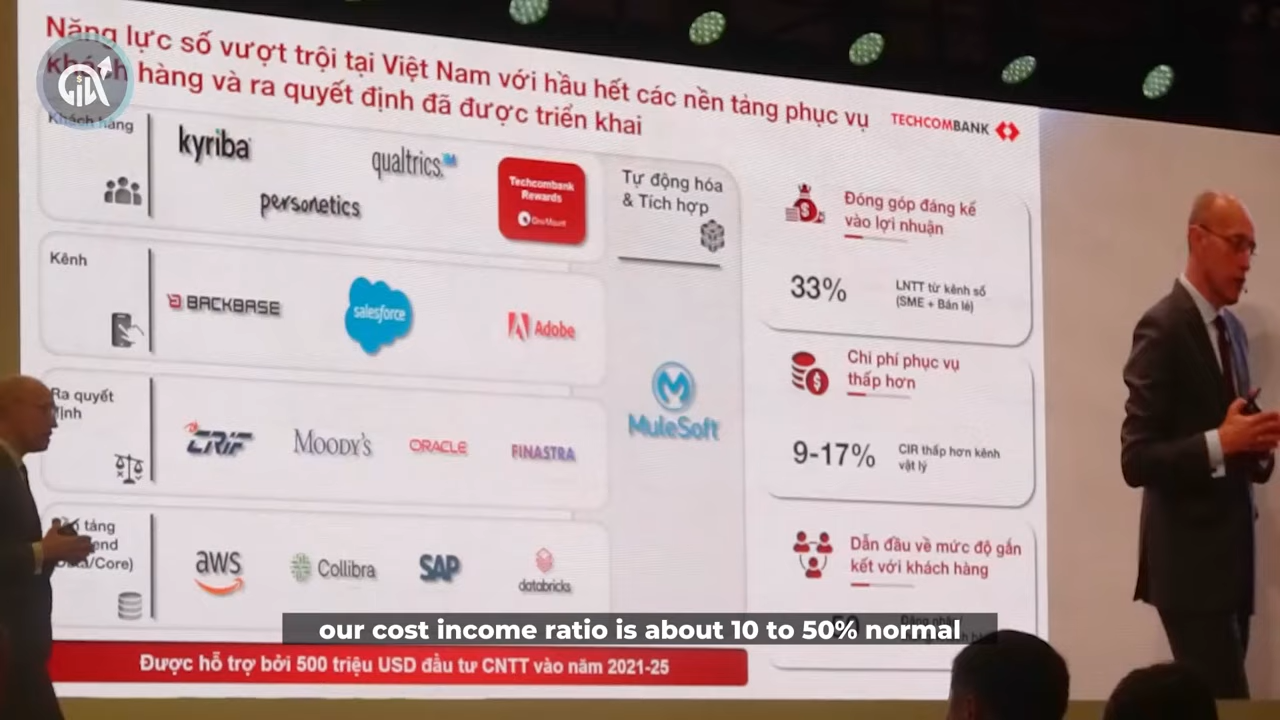 Năng lực số vượt trội tại Việt Nam với hầu hết các nền tảng phục vụ
khách hàng và ra quyết định đã được triển khai
TECHCOMBANK
Khách hàng
kyriba
qualtrics.XM
personetics
Techcombank
Rewards
OneMount
Kênh
BACKBASE
salesforce
Adobe
Ra quyết
định
CRIF
MOODY'S
ORACLE
FINASTRA
tảng
end
/Core)
aws
Collibra
SAP
databricks
Tự động hóa
& Tích hợp
MuleSoft
Đóng góp đáng kể
vào lợi nhuận
33%
LNTT từ kênh số
(SME + Bán lẻ)
Chi phí phục vụ
thấp hơn
9-17%
CIR thấp hơn kênh
vật lý
Dẫn đầu về mức độ gắn
kết với khách hàng
our cost income ratio is about 10 to 50% normal
Được hỗ trợ bởi 500 triệu USD đầu tư CNTT vào năm 2021-25